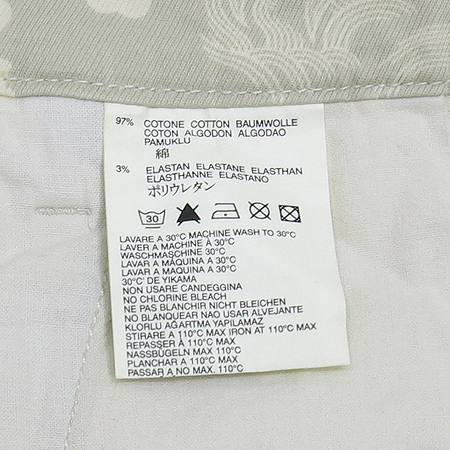 97% COTONE COTTON BAUMWOLLE
COTON ALGODON ALGODAO
PAMUKLU
綿
3% ELASTAN ELASTANE ELASTHAN
ELASTHANNE ELASTANO
ポリウレタン
30
LAVARE A 30°C MACHINE WASH TO 30°C
LAVER A MACHINE À 30°C
WASCHMASCHINE 30°C
LAVAR A MAQUINA A 30°C
LAVAR A MÁQUINA A 30°C
30°C' DE YIKAMA
NON USARE CANDEGGINA
NO CHLORINE BLEACH
NE PAS BLANCHIR NICHT BLEICHEN
NO BLANQUEAR NAO USAR ALVEJANTE
KLORLU AĞARTMA YAPILAMAZ
STIRARE A 110°C MAX IRON AT 110°C MAX
REPASSER À 110°C MAX
NASSBÜGELN MAX 110°C
PLANCHAR A 110°C MAX
PASSAR A NO MAX. 110°C